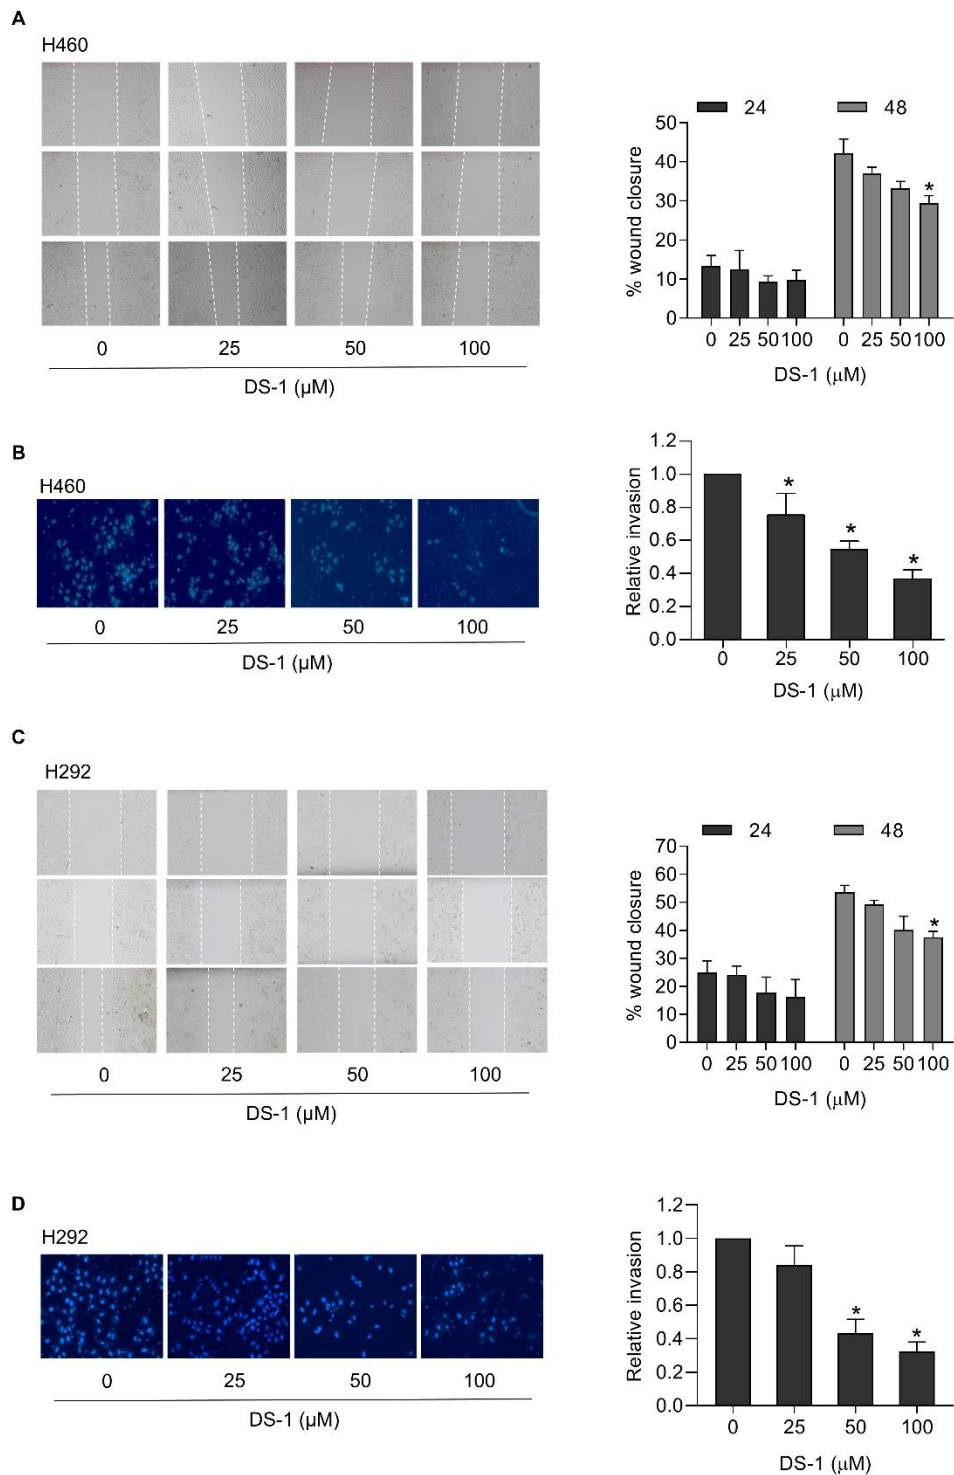 A
H460
0 25 50 100
DS-1 (µM)
24 48
% wound closure
50
40
30
20
10
0
0 25 50 100 0 25 50 100
DS-1 (μM)
B
H460
0 25 50 100
DS-1 (µM)
Relative invasion
1.2
1.0
0.8
0.6
0.4
0.2
0.0
* * *
0 25 50 100
DS-1 (μM)
C
H292
0 25 50 100
DS-1 (µM)
24 48
% wound closure
70
60
50
40
30
20
10
0
*
0 25 50 100 0 25 50 100
DS-1 (μM)
D
H292
0 25 50 100
DS-1 (µM)
Relative invasion
1.2
1.0
0.8
0.6
0.4
0.2
0.0
* *
0 25 50 100
DS-1 (μM)